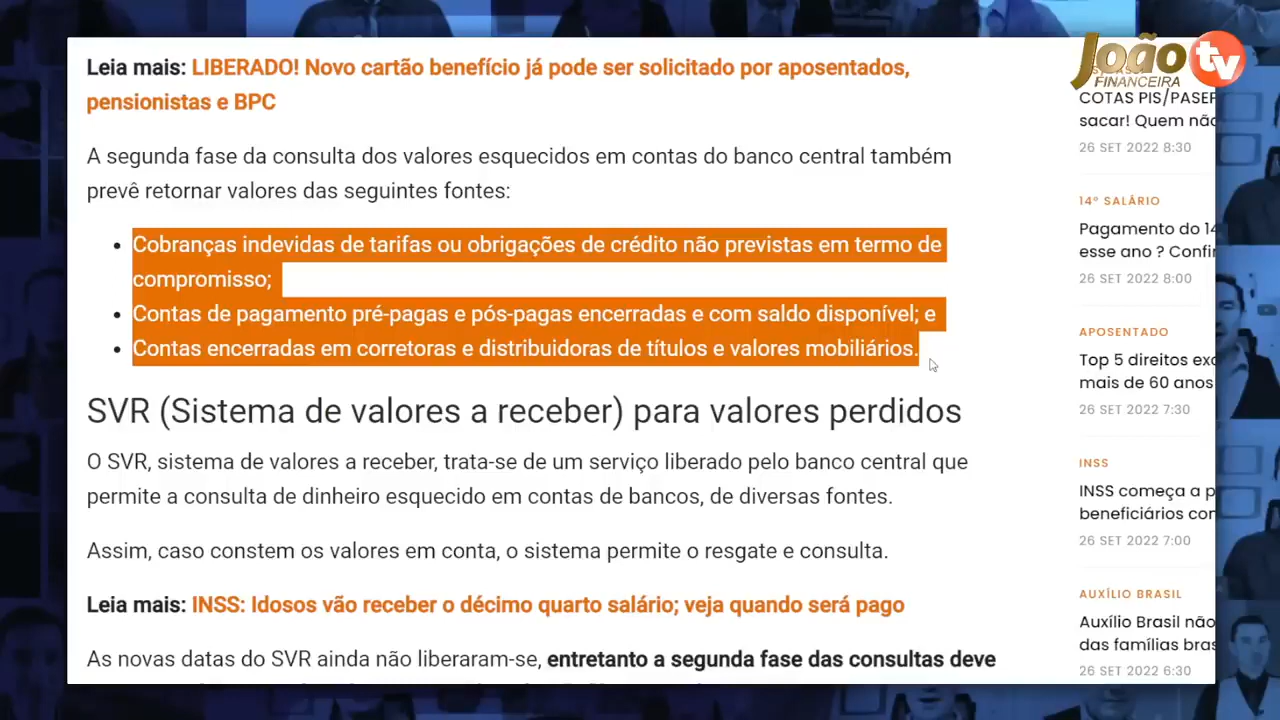 Leia mais: LIBERADO! Novo cartão benefício já pode ser solicitado por aposentados,
pensionistas e BPC
A segunda fase da consulta dos valores esquecidos em contas do banco central também
prevê retornar valores das seguintes fontes:
• Cobranças indevidas de tarifas ou obrigações de crédito não previstas em termo de
compromisso;
• Contas de pagamento pré-pagas e pós-pagas encerradas e com saldo disponível; e
• Contas encerradas em corretoras e distribuidoras de títulos e valores mobiliários.
SVR (Sistema de valores a receber) para valores perdidos
O SVR, sistema de valores a receber, trata-se de um serviço liberado pelo banco central que
permite a consulta de dinheiro esquecido em contas de bancos, de diversas fontes.
Assim, caso constem os valores em conta, o sistema permite o resgate e consulta.
Leia mais: INSS: Idosos vão receber o décimo quarto salário; veja quando será pago
As novas datas do SVR ainda não liberaram-se, entretanto a segunda fase das consultas deve
João tv
FINANCEIRA
COTAS PIS/PASEP
sacar! Quem não
26 SET 2022 8:30
14º SALÁRIO
Pagamento do 14
esse ano ? Confir
26 SET 2022 8:00
APOSENTADO
Top 5 direitos exc
mais de 60 anos
26 SET 2022 7:30
INSS
INSS começa a p
beneficiários con
26 SET 2022 7:00
AUXÍLIO BRASIL
Auxílio Brasil não
das famílias bras
26 SET 2022 6:30